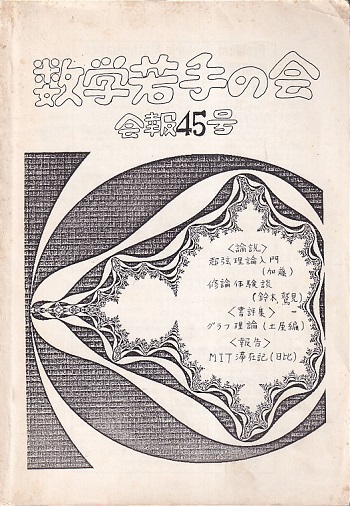 数学若手の会
会報45号
<論説>
超弦理論入門
(加藤)
修論体験談
(鈴木, 鷲見)
<書評集>
グラフ理論(土屋編)
<報告>
MIT滞在記(日比)